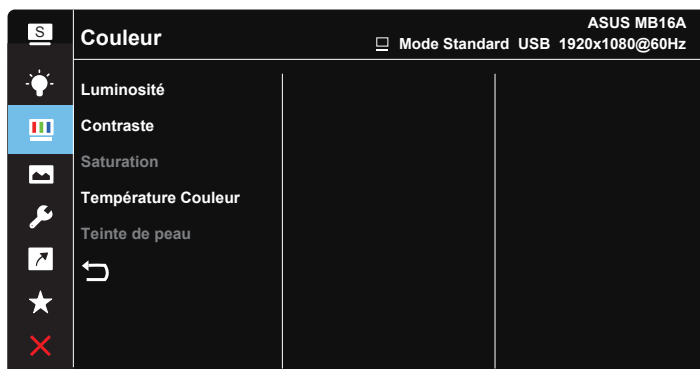 S
Couleur
ASUS MB16A
Mode Standard USB 1920x1080@60Hz
Luminosité
Contraste
Saturation
Température Couleur
Teinte de peau